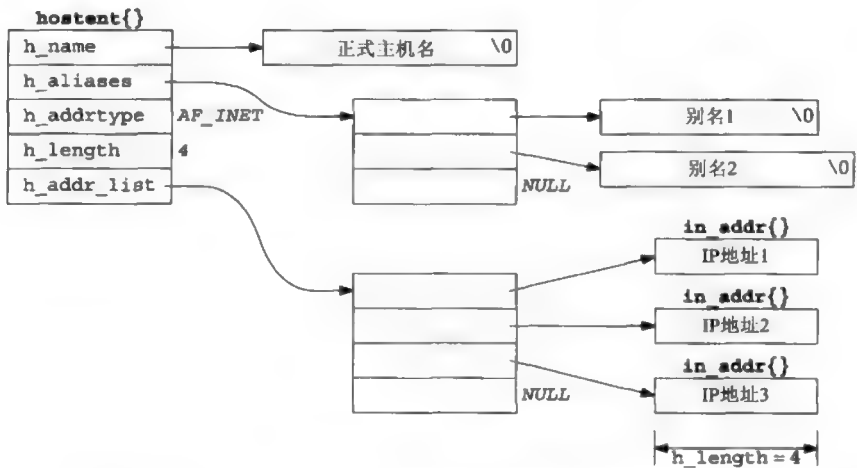 hostent{}
h_name
正式主机名 \0
h_aliases
h_addrtype AF_INET
别名1 \0
h_length 4
别名2 \0
h_addr_list
NULL
in_addr{}
IP地址1
in_addr{}
IP地址2
in_addr{}
NULL
IP地址3
h_length = 4